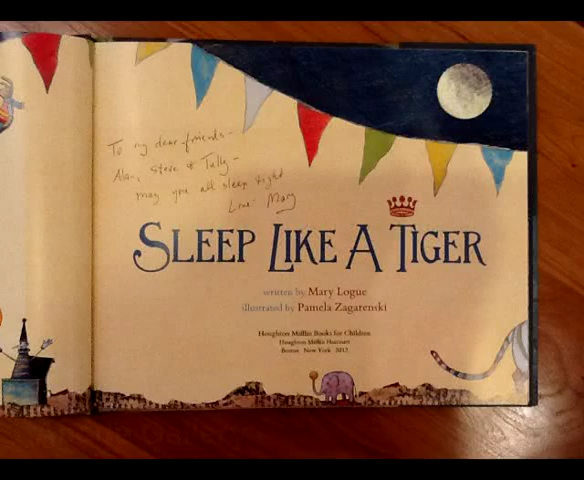 To my dear friends -
Alan, Steve & Tully -
may you all sleep tight
Love: Mary
SLEEP LIKE A TIGER
written by Mary Logue
illustrated by Pamela Zagarenski
Houghton Mifflin Books for Children
Houghton Mifflin Harcourt
Boston New York 2012